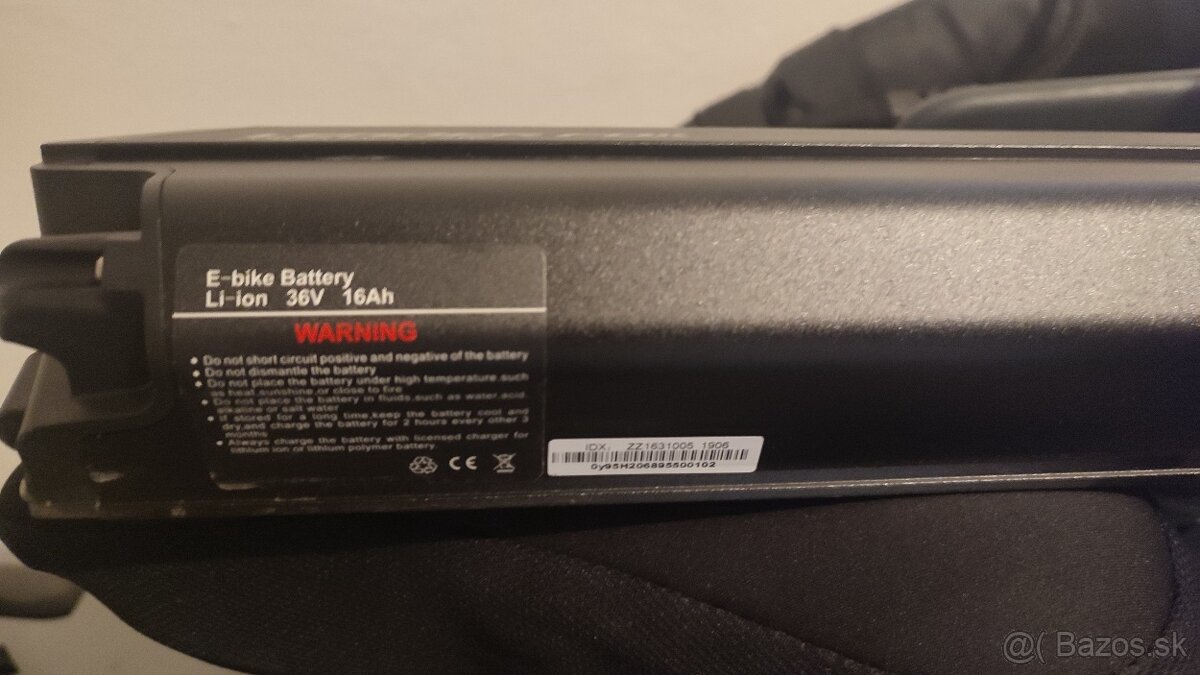 E-bike Battery
Li-ion 36V 16Ah
WARNING
• Do not short circuit positive and negative of the battery
• Do not dismantle the battery
• Do not place the battery under high temperature.such
as heat,sunshine,or close to fire
• Do not place the battery in fluids,such as water,acid
alkaline or salt water
• If stored for a long time,keep the battery cool and
dry,and charge the battery for 2 hours every other 3
months
• Always charge the battery with licensed charger for
lithium ion or lithium polymer battery
CE
IDX: ZZ1631005 1906
0y95H206895500102
@( Bazos.sk